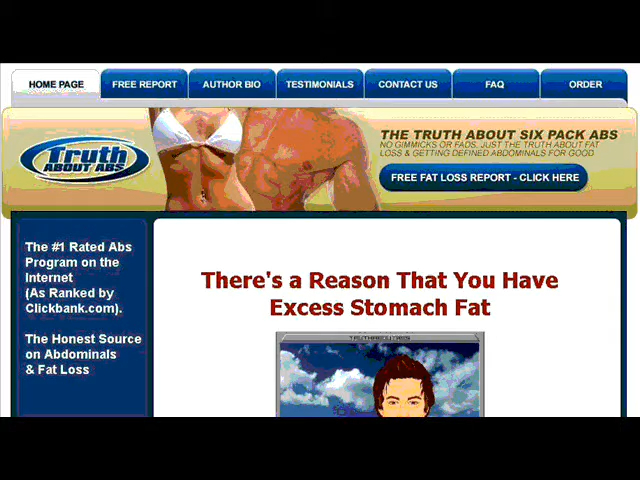 HOME PAGE
FREE REPORT
AUTHOR BIO
TESTIMONIALS
CONTACT US
FAQ
ORDER
Truth
ABOUT ABS
THE TRUTH ABOUT SIX PACK ABS
NO GIMMICKS OR FADS, JUST THE TRUTH ABOUT FAT
LOSS & GETTING DEFINED ABDOMINALS FOR GOOD
FREE FAT LOSS REPORT - CLICK HERE
The #1 Rated Abs
Program on the
Internet
(As Ranked by
Clickbank.com).
The Honest Source
on Abdominals
& Fat Loss
There's a Reason That You Have
Excess Stomach Fat
TRUTHABOUTABS